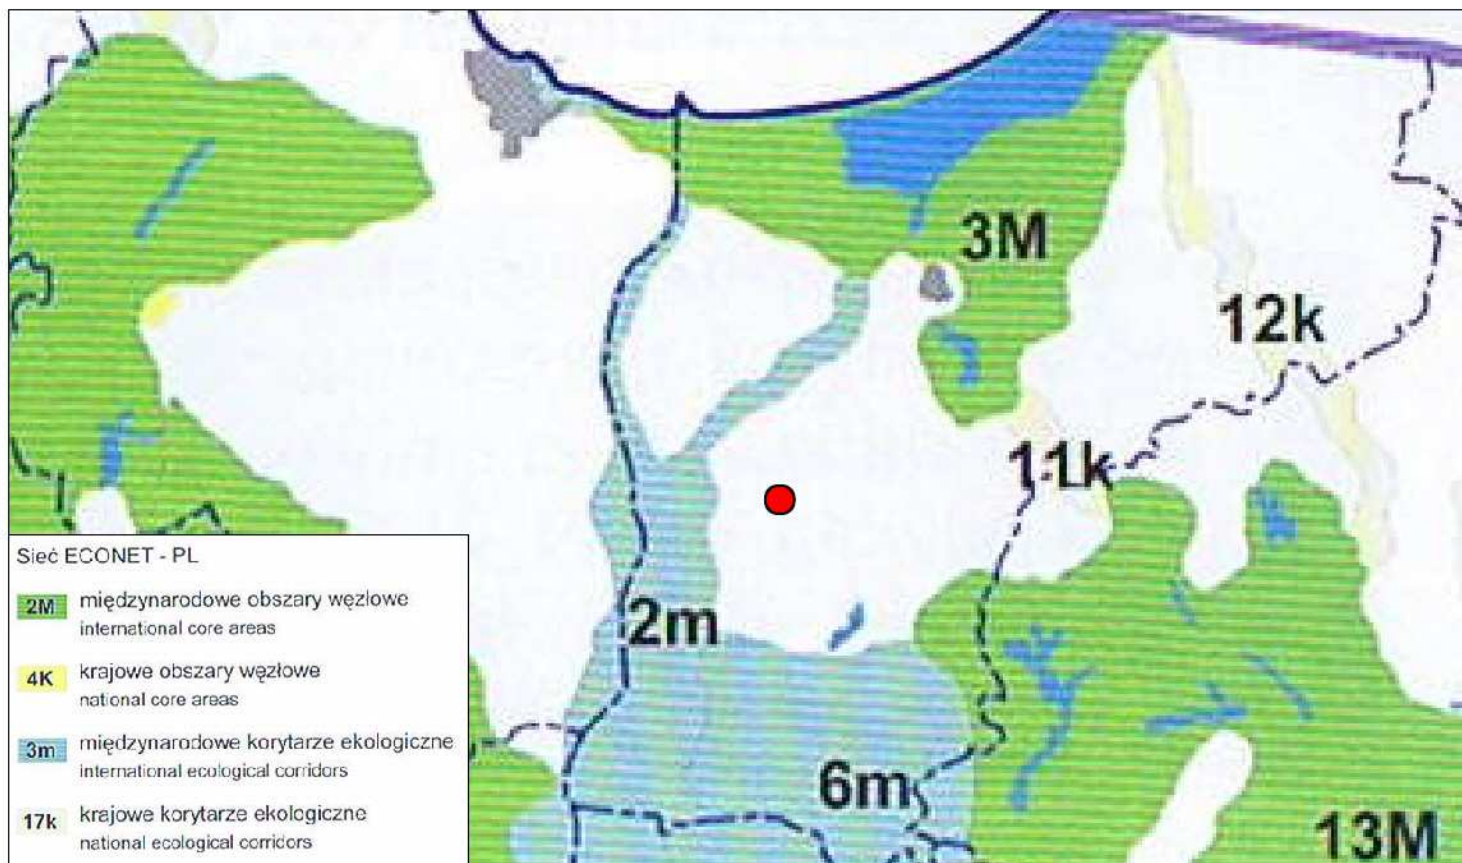 3M
12k
11k
Sieć ECONET - PL
2M międzynarodowe obszary węzłowe
international core areas
4K krajowe obszary węzłowe
national core areas
3m międzynarodowe korytarze ekologiczne
international ecological corridors
17k krajowe korytarze ekologiczne
national ecological corridors
2m
6m
13M